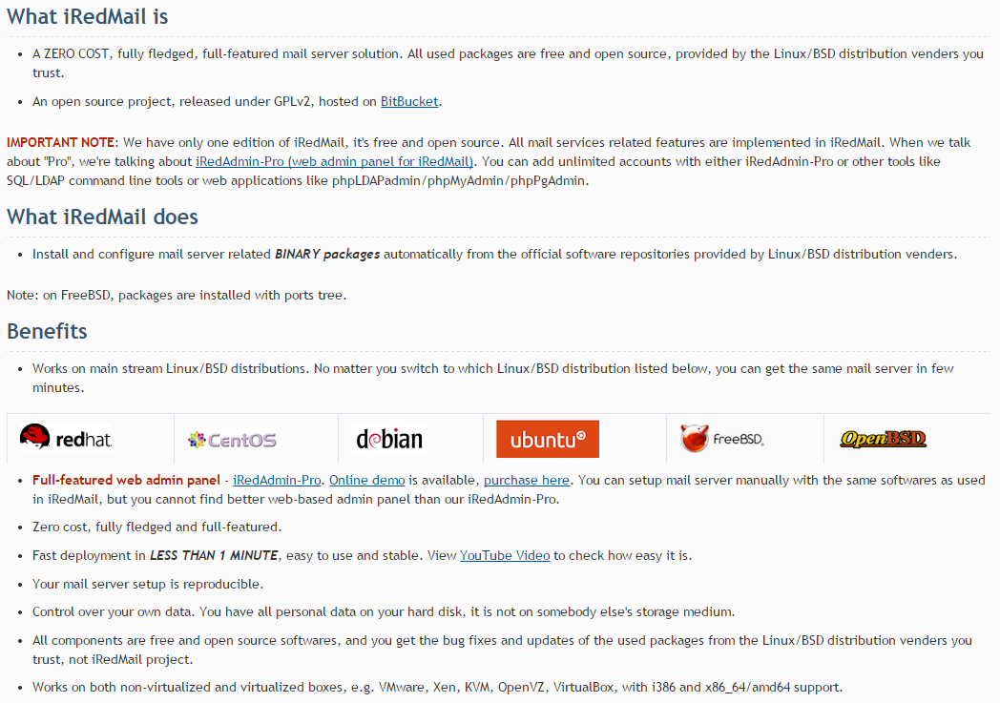 What iRedMail is
• A ZERO COST, fully fledged, full-featured mail server solution. All used packages are free and open source, provided by the Linux/BSD distribution venders you
trust.
• An open source project, released under GPLv2, hosted on BitBucket.
IMPORTANT NOTE: We have only one edition of iRedMail, it's free and open source. All mail services related features are implemented in iRedMail. When we talk
about "Pro", we're talking about iRedAdmin-Pro (web admin panel for iRedMail). You can add unlimited accounts with either iRedAdmin-Pro or other tools like
SQL/LDAP command line tools or web applications like phpLDAPadmin/phpMyAdmin/phpPgAdmin.
What iRedMail does
• Install and configure mail server related BINARY packages automatically from the official software repositories provided by Linux/BSD distribution venders.
Note: on FreeBSD, packages are installed with ports tree.
Benefits
• Works on main stream Linux/BSD distributions. No matter you switch to which Linux/BSD distribution listed below, you can get the same mail server in few
minutes.
redhat. CentOS debian ubuntu® FreeBSD® OpenBSD
• Full-featured web admin panel - iRedAdmin-Pro. Online demo is available, purchase here. You can setup mail server manually with the same softwares as used
in iRedMail, but you cannot find better web-based admin panel than our iRedAdmin-Pro.
• Zero cost, fully fledged and full-featured.
• Fast deployment in LESS THAN 1 MINUTE, easy to use and stable. View YouTube Video to check how easy it is.
• Your mail server setup is reproducible.
• Control over your own data. You have all personal data on your hard disk, it is not on somebody else's storage medium.
• All components are free and open source softwares, and you get the bug fixes and updates of the used packages from the Linux/BSD distribution venders you
trust, not iRedMail project.
• Works on both non-virtualized and virtualized boxes, e.g. VMware, Xen, KVM, OpenVZ, VirtualBox, with i386 and x86_64/amd64 support.